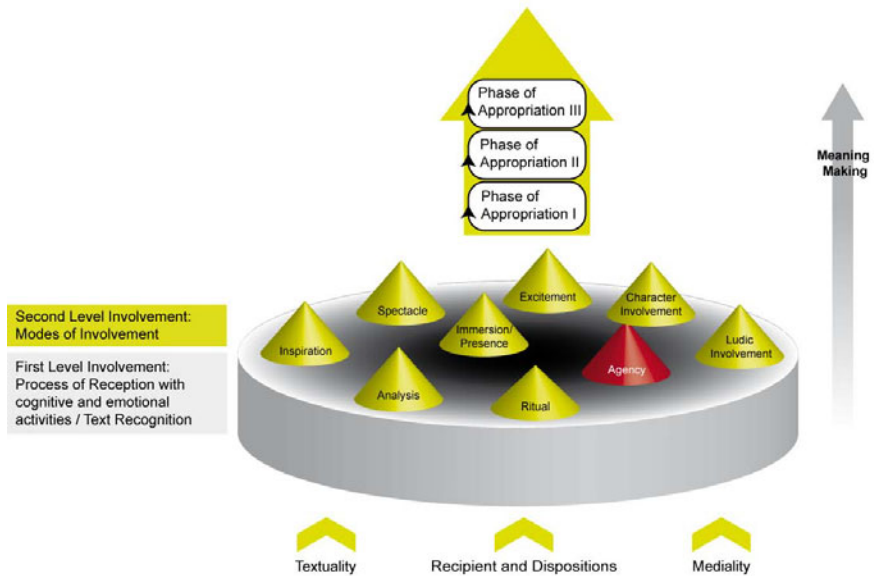 Phase of
Appropriation III
Phase of
Appropriation II
Phase of
Appropriation I
Meaning
Making
Second Level Involvement:
Modes of Involvement
First Level Involvement:
Process of Reception with
cognitive and emotional
activities / Text Recognition
Excitement
Spectacle
Character
Involvement
Immersion/
Presence
Inspiration
Ludic
Involvement
Agency
Analysis
Ritual
Textuality
Recipient and Dispositions
Mediality